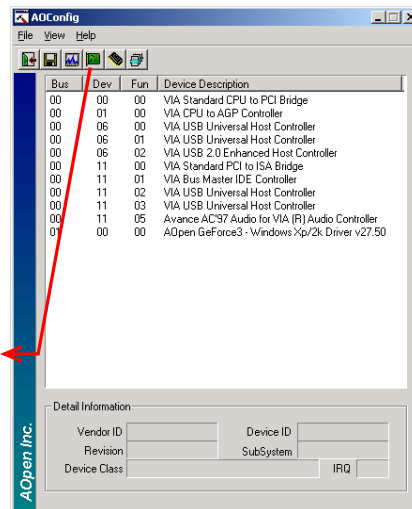 AOConfig
File View Help
Bus Dev Fun Device Description
00 00 00 VIA Standard CPU to PCI Bridge
00 01 00 VIA CPU to AGP Controller
00 06 00 VIA USB Universal Host Controller
00 06 01 VIA USB Universal Host Controller
00 06 02 VIA USB 2.0 Enhanced Host Controller
00 11 00 VIA Standard PCI to ISA Bridge
00 11 01 VIA Bus Master IDE Controller
00 11 02 VIA USB Universal Host Controller
00 11 03 VIA USB Universal Host Controller
00 11 05 Avance AC'97 Audio for VIA (R) Audio Controller
01 00 00 AOpen GeForce3 - Windows Xp/2k Driver v27.50
Detail Information
Vendor ID Device ID
Revision SubSystem
Device Class IRQ
AOpen Inc.